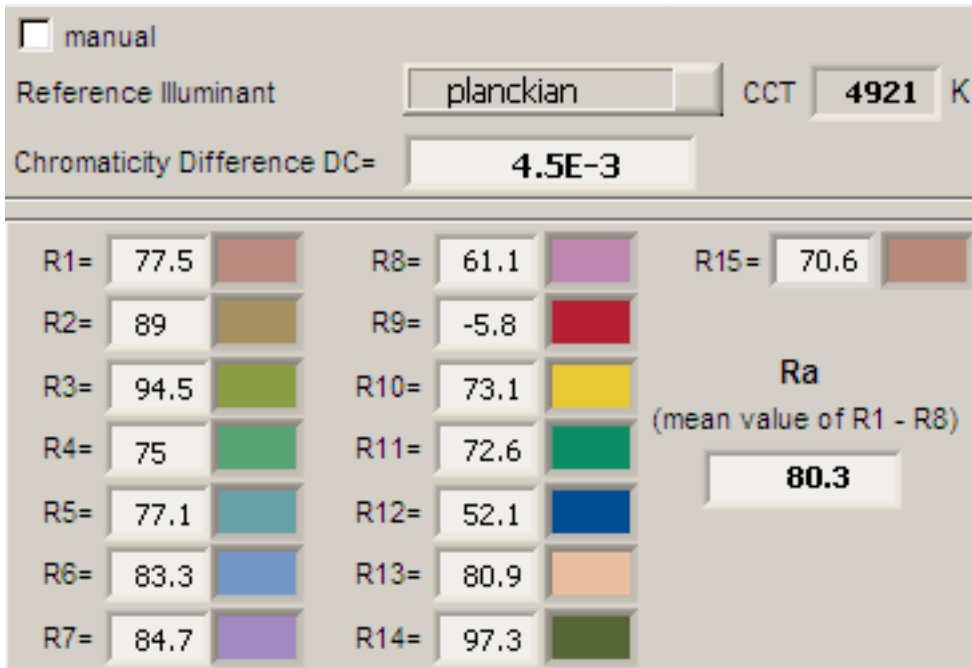 manual
Reference Illuminant planckian CCT 4921 K
Chromaticity Difference DC= 4.5E-3
R1= 77.5 R8= 61.1 R15= 70.6
R2= 89 R9= -5.8
R3= 94.5 R10= 73.1 Ra
(mean value of R1 - R8)
R4= 75 R11= 72.6
80.3
R5= 77.1 R12= 52.1
R6= 83.3 R13= 80.9
R7= 84.7 R14= 97.3